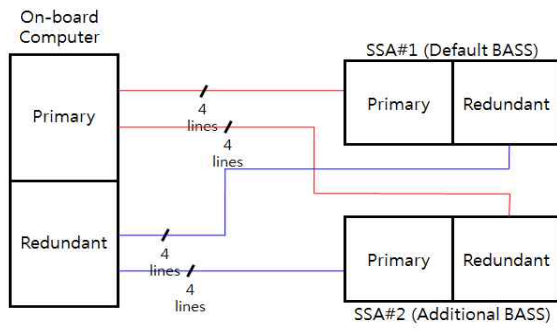 On-board
Computer
SSA#1 (Default BASS)
Primary
Redundant
Primary
Redundant
4
lines
4
lines
4
lines
4
lines
Primary
Redundant
SSA#2 (Additional BASS)